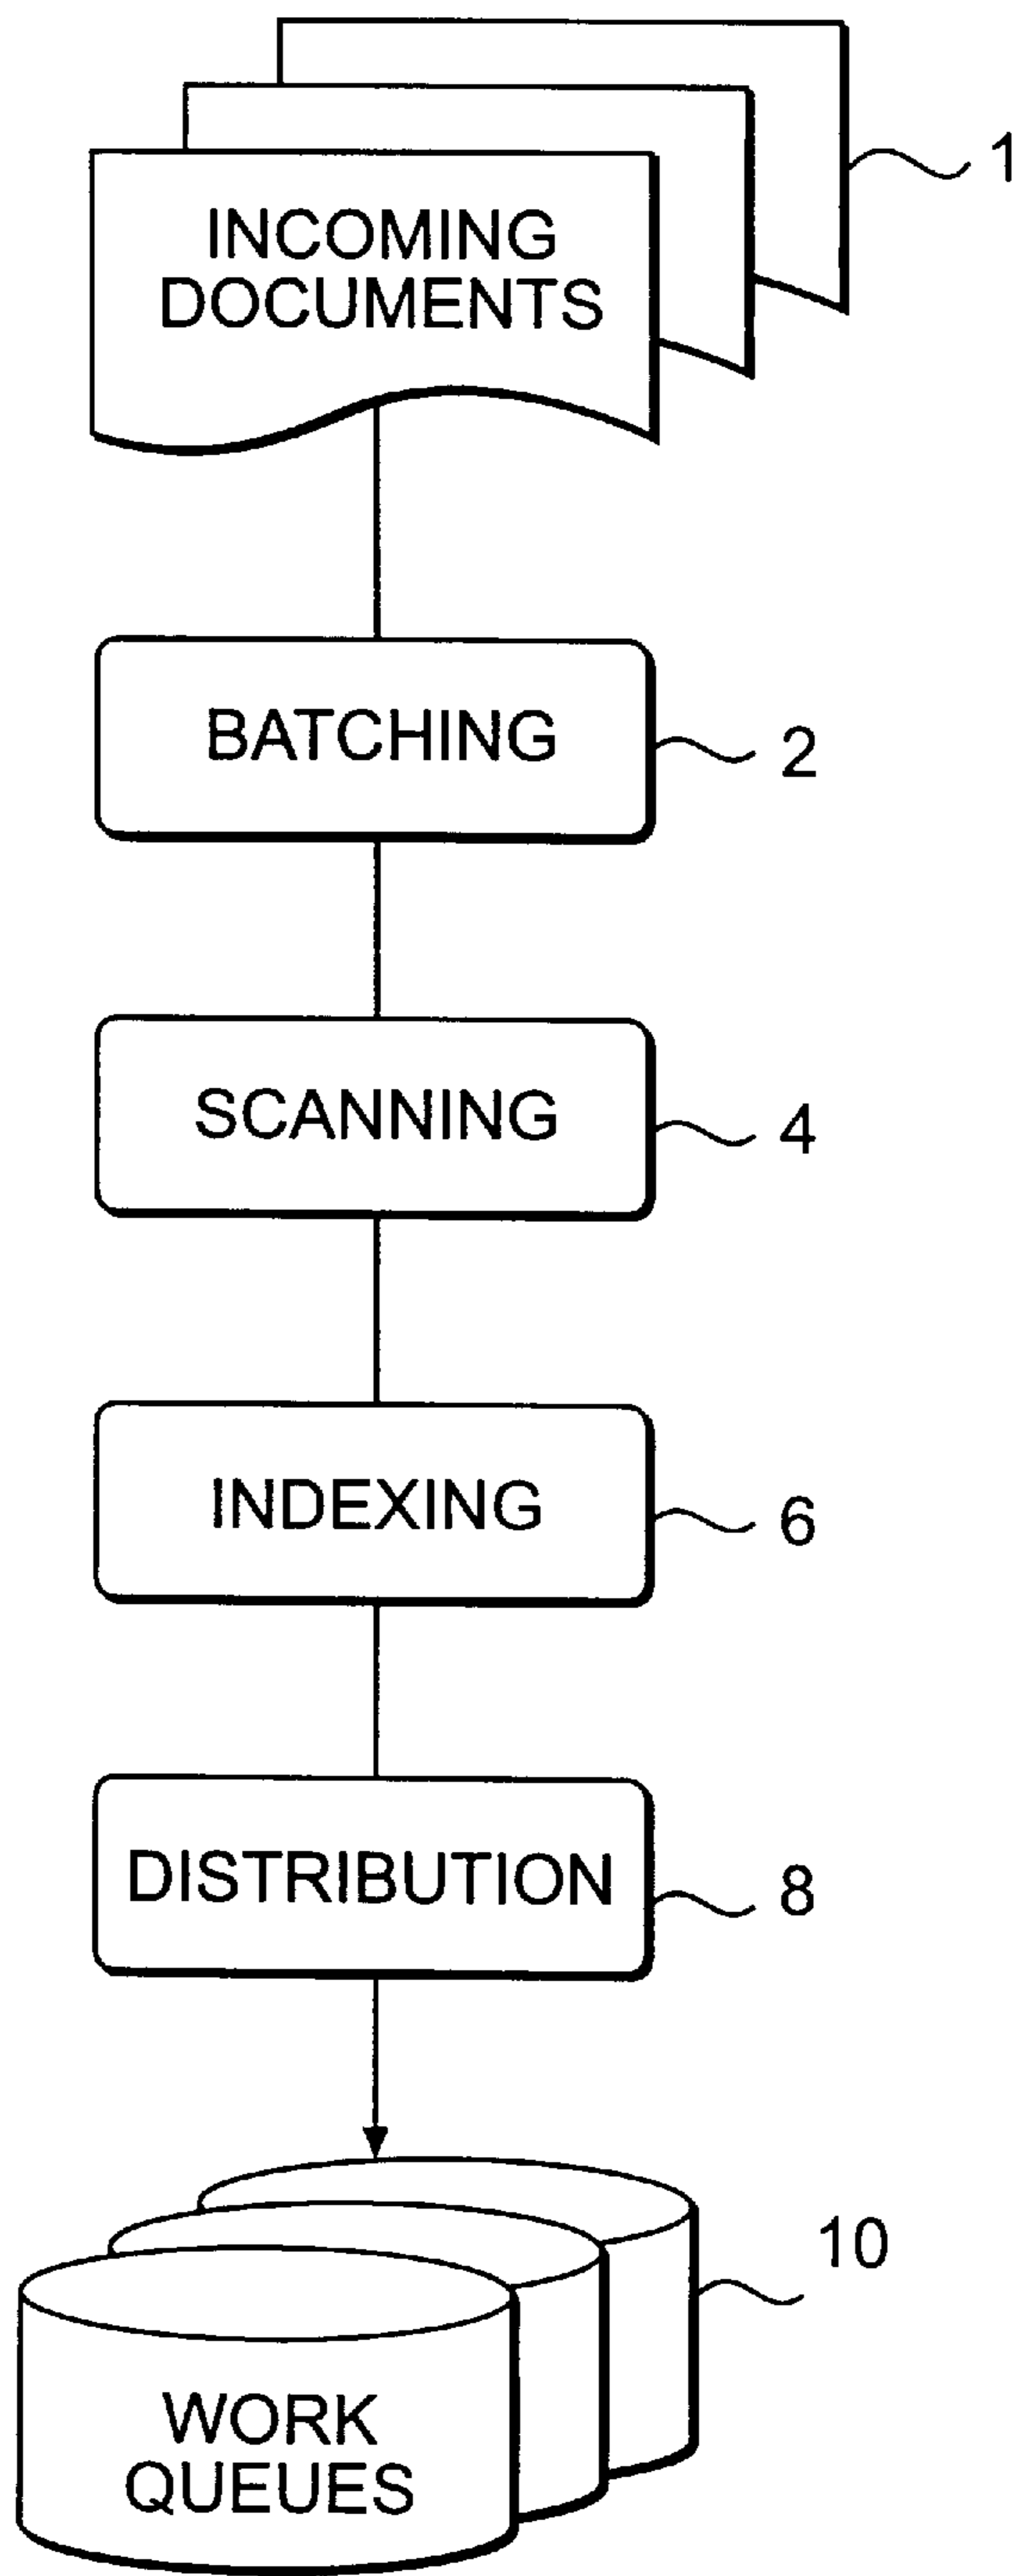 INCOMING
DOCUMENTS
1
BATCHING
2
SCANNING
4
INDEXING
6
DISTRIBUTION
8
10
WORK
QUEUES